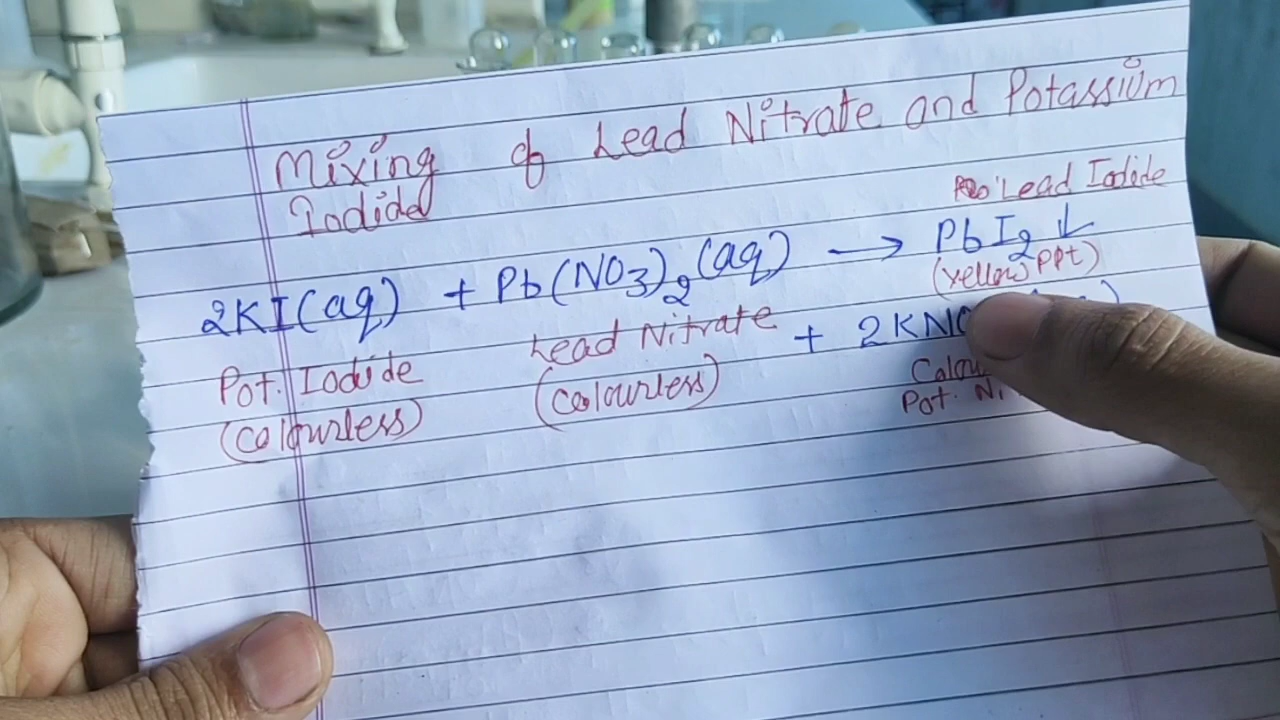 Mixing of Lead Nitrate and Potassium
Iodide
Lead Iodide
2KI(aq) + Pb(NO3)2(aq) → PbI2↓
(Yellow PPt)
Pot. Iodide Lead Nitrate + 2KNO
(Colourless) (Colourless)
Pot.